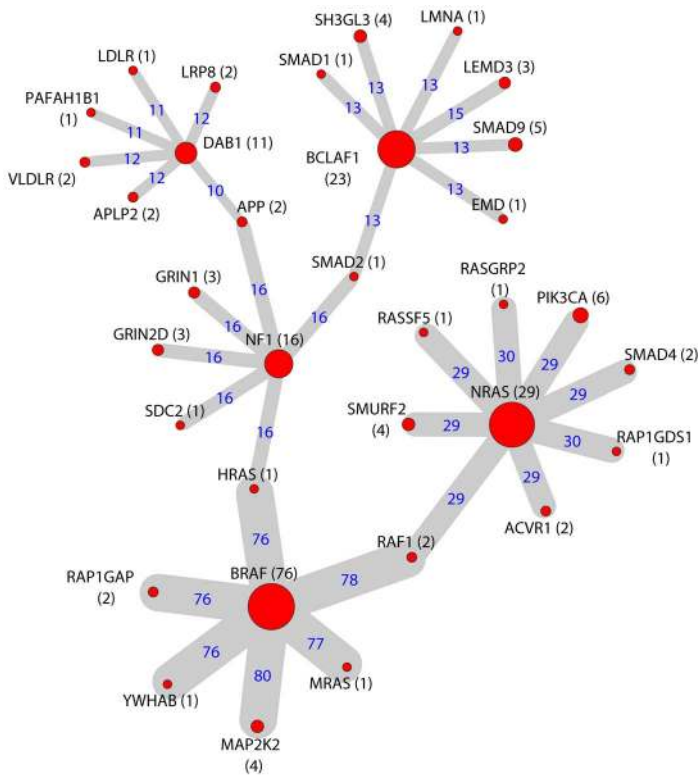 SH3GL3 (4)
LMNA (1)
LDLR (1)
LRP8 (2)
SMAD1 (1)
LEMD3 (3)
PAFAH1B1
(1)
11
12
13
13
13
15
11
DAB1 (11)
SMAD9 (5)
13
BCLAF1
(23)
12
VLDLR (2)
12
10
13
APLP2 (2)
APP (2)
EMD (1)
13
SMAD2 (1)
GRIN1 (3)
16
RASGRP2
(1)
PIK3CA (6)
16
16
RASSF5 (1)
GRIN2D (3)
16
NF1 (16)
30
29
SMAD4 (2)
29
NRAS (29)
29
SDC2 (1)
16
SMURF2
(4)
29
30
RAP1GDS1
(1)
16
HRAS (1)
29
29
ACVR1 (2)
76
RAF1 (2)
RAP1GAP
(2)
BRAF (76)
78
76
76
77
80
MRAS (1)
YWHAB (1)
MAP2K2
(4)